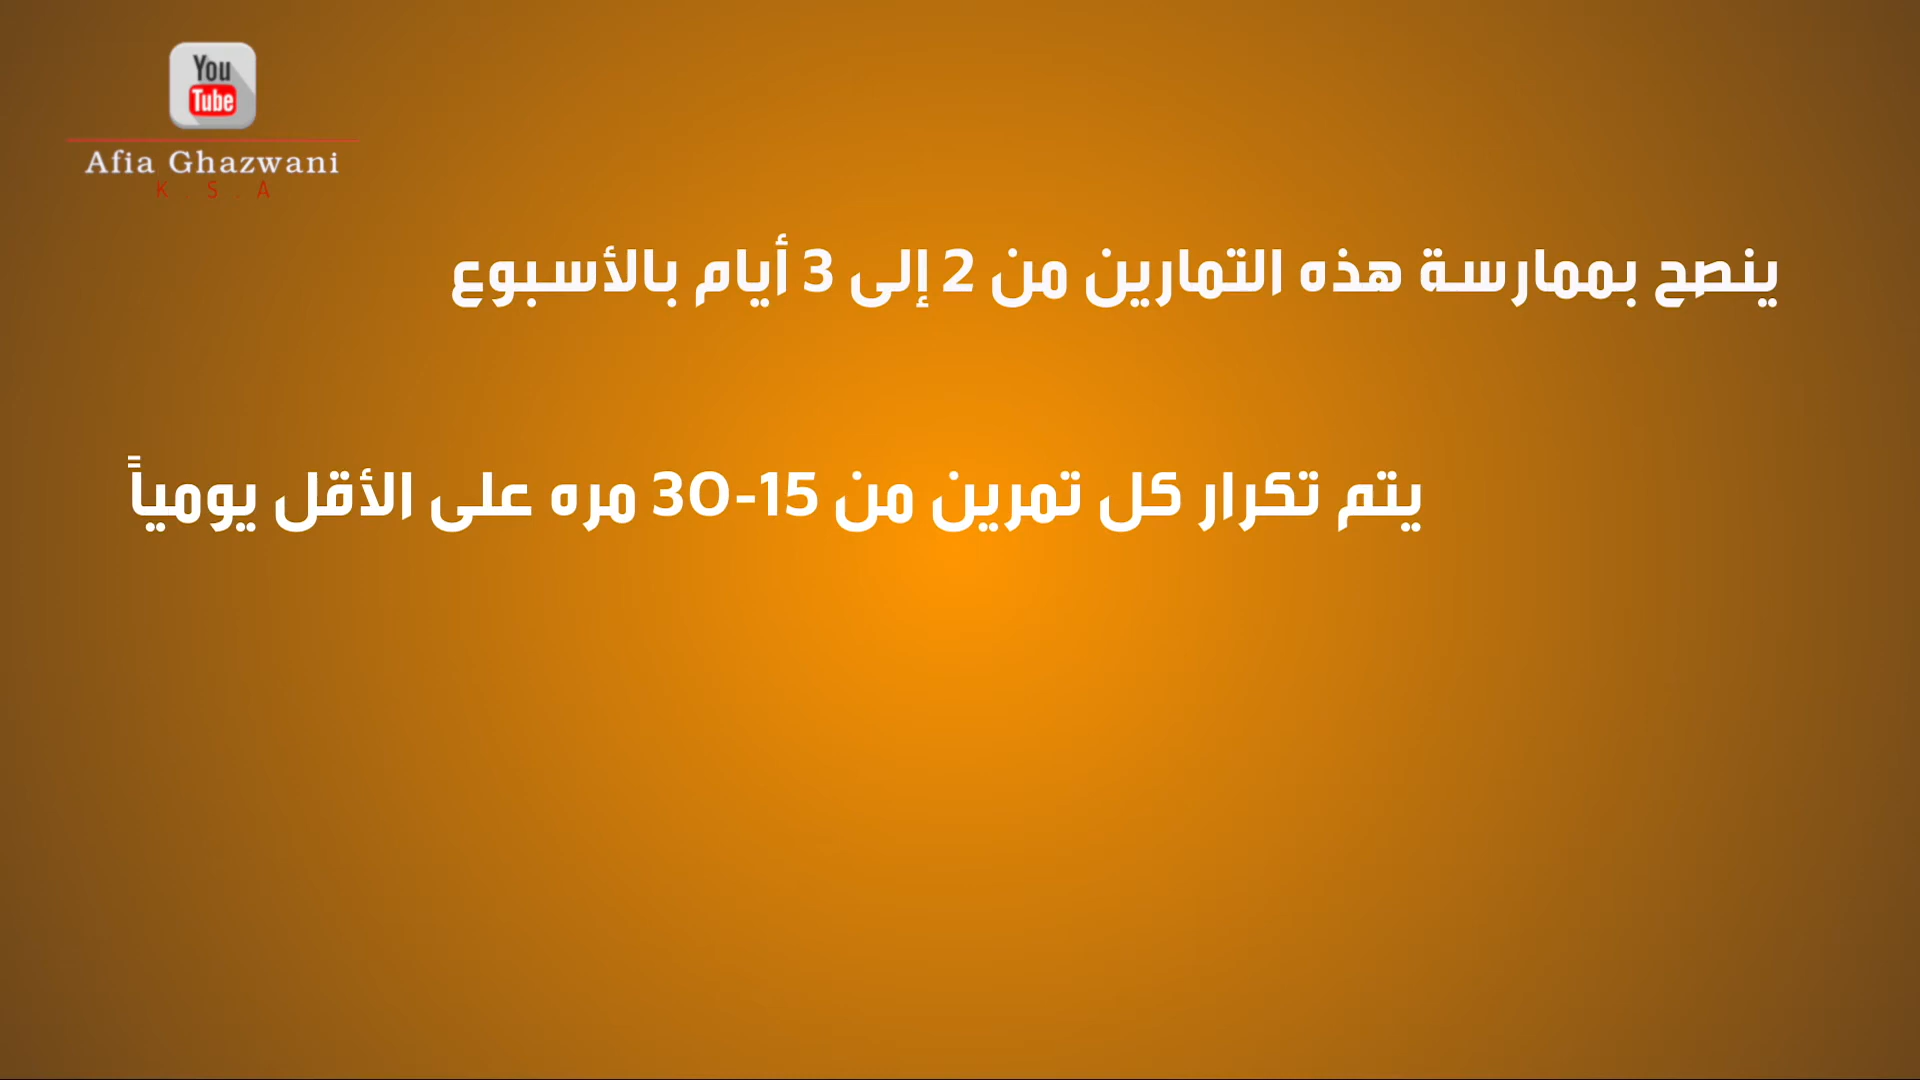 You
Tube
Afia Ghazwani
K.S.A
ينصح بممارسة هذه التمارين من 2 إلى 3 أيام بالأسبوع
يتم تكرار كل تمرين من 15-30 مره على الأقل يومياً